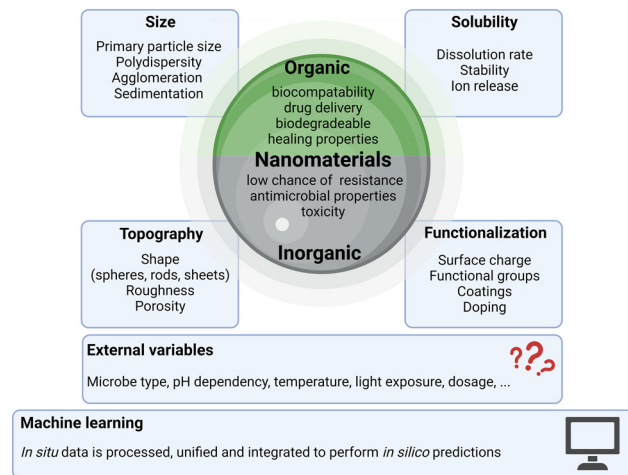 Size
Primary particle size
Polydispersity
Agglomeration
Sedimentation
Solubility
Dissolution rate
Stability
Ion release
Organic
biocompatability
drug delivery
biodegradeable
healing properties
Nanomaterials
low chance of resistance
antimicrobial properties
toxicity
Inorganic
Topography
Shape
(spheres, rods, sheets)
Roughness
Porosity
Functionalization
Surface charge
Functional groups
Coatings
Doping
External variables
???
Microbe type, pH dependency, temperature, light exposure, dosage, ...
Machine learning
In situ data is processed, unified and integrated to perform in silico predictions